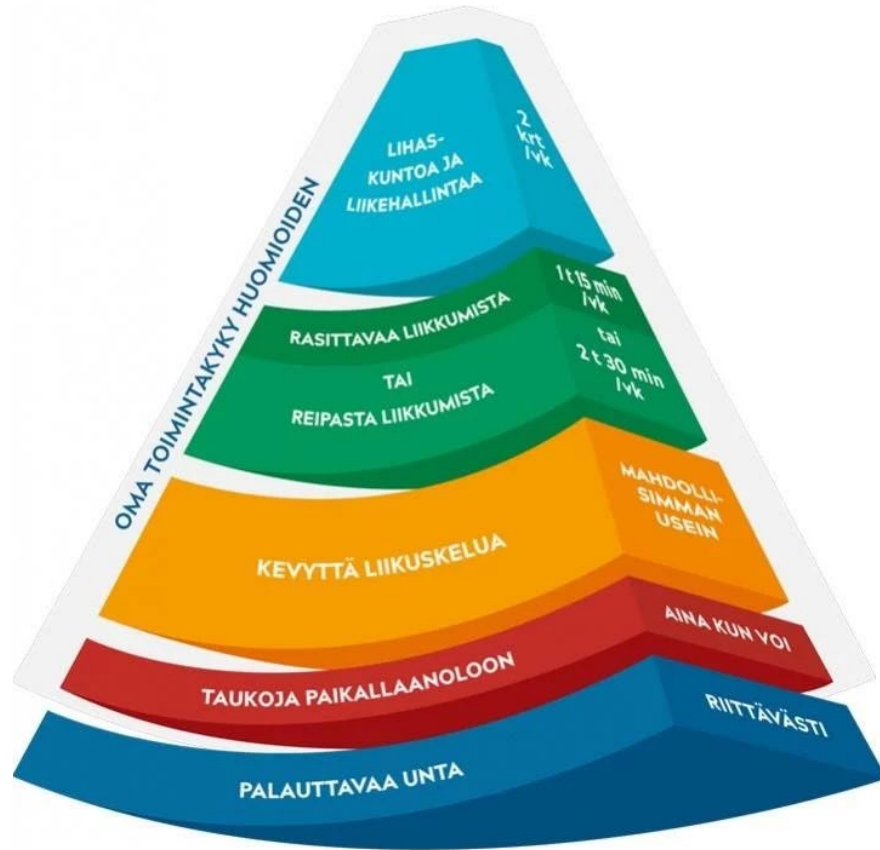 OMA TOIMINTAKYKY HUOMIOIDEN
LIHAS-
KUNTOA JA
LIIKEHALLINTAA
2
krt
/vk
RASITTAVAA LIIKKUMISTA
1 t 15 min
/vk
TAI
REIPASTA LIIKKUMISTA
tai
2 t 30 min
/vk
KEVYTTÄ LIIKUSKELUA
MAHDOLLI-
SIMMAN
USEIN
TAUKOJA PAIKALLAANOLOON
AINA KUN VOI
PALAUTTAVAA UNTA
RIITTÄVÄSTI